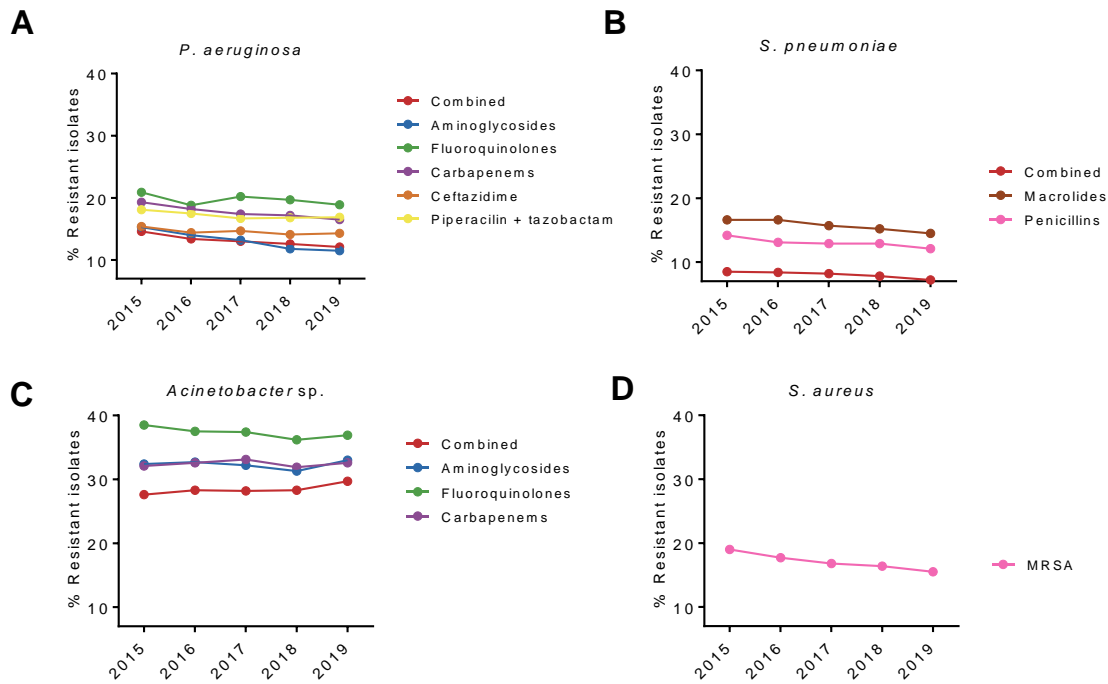 A
P. aeruginosa
% Resistant isolates
40
30
20
10
2015
2016
2017
2018
2019
Combined
Aminoglycosides
Fluoroquinolones
Carbapenems
Ceftazidime
Piperacilin + tazobactam
B
S. pneumoniae
% Resistant isolates
40
30
20
10
2015
2016
2017
2018
2019
Combined
Macrolides
Penicillins
C
Acinetobacter sp.
% Resistant isolates
40
30
20
10
2015
2016
2017
2018
2019
Combined
Aminoglycosides
Fluoroquinolones
Carbapenems
D
S. aureus
% Resistant isolates
40
30
20
10
2015
2016
2017
2018
2019
MRSA